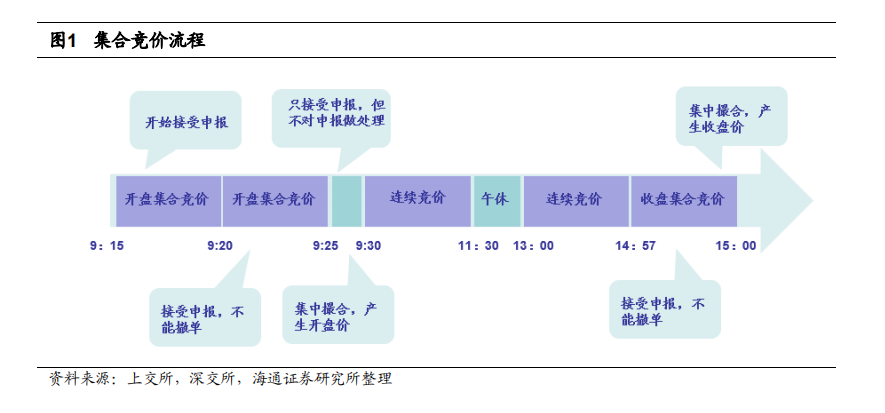 图1 集合竞价流程
开始接受申报
只接受申报，但
不对申报做处理
集中撮合，产
生收盘价
开盘集合竞价
开盘集合竞价
连续竞价
午休
连续竞价
收盘集合竞价
9：15
9:20
9:25
9:30
11：30
13：00
14：57
15：00
接受申报，不
能撤单
集中撮合，产
生开盘价
接受申报，不
能撤单
资料来源：上交所，深交所，海通证券研究所整理